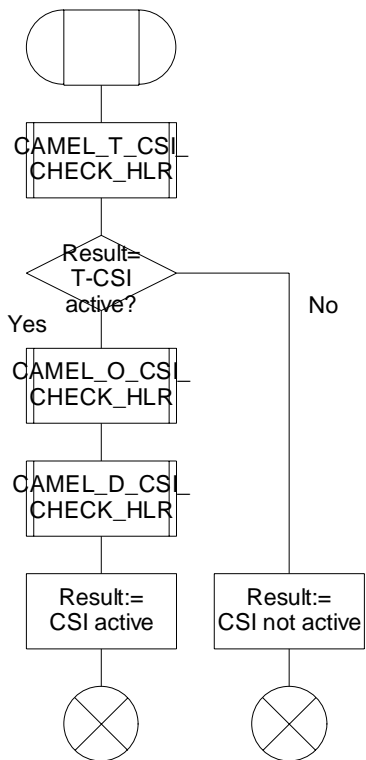 CAMEL_T_CSI_
CHECK_HLR
Result=
T-CSI
active?
Yes
No
CAMEL_O_CSI_
CHECK_HLR
CAMEL_D_CSI_
CHECK_HLR
Result:=
CSI active
Result:=
CSI not active